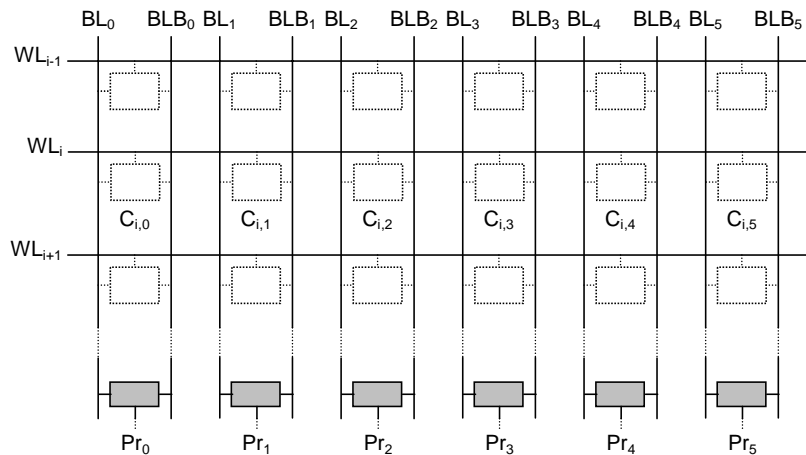 BL₀ BLB₀ BL₁ BLB₁ BL₂ BLB₂ BL₃ BLB₃ BL₄ BLB₄ BL₅ BLB₅
WLᵢ₋₁
WLᵢ
Cᵢ,₀ Cᵢ,₁ Cᵢ,₂ Cᵢ,₃ Cᵢ,₄ Cᵢ,₅
WLᵢ₊₁
Pr₀ Pr₁ Pr₂ Pr₃ Pr₄ Pr₅